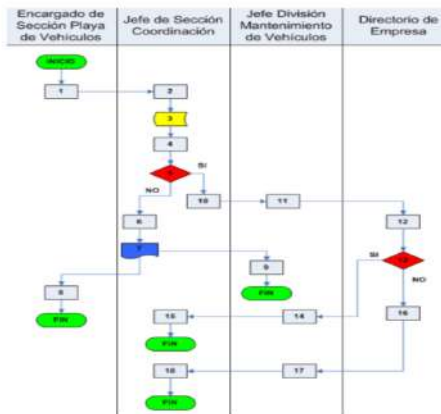 Encargado de
Sección Playa
de Vehículos
Jefe de Sección
Coordinación
Jefe División
Mantenimiento
de Vehículos
Directorio de
Empresa
INICIO
1
2
3
4
SI
NO
10
11
12
6
7
SI
NO
9
8
FIN
FIN
15
14
16
FIN
18
17
FIN